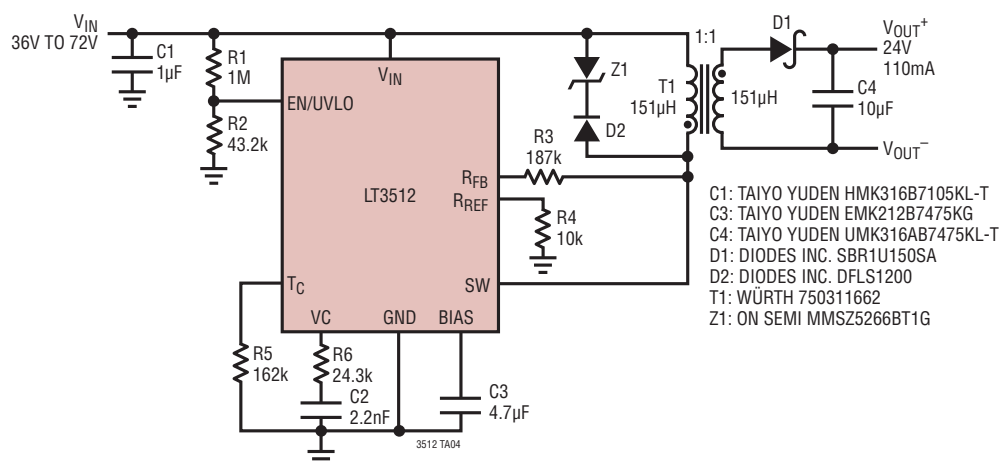 VIN
36V TO 72V
C1
1µF
R1
1M
R2
43.2k
VIN
EN/UVLO
LT3512
RFB
RREF
TC
VC
GND
BIAS
SW
Z1
D2
R3
187k
R4
10k
T1
151µH
1:1
151µH
D1
VOUT+
24V
110mA
C4
10µF
VOUT–
R5
162k
R6
24.3k
C2
2.2nF
C3
4.7µF
3512 TA04
C1: TAIYO YUDEN HMK316B7105KL-T
C3: TAIYO YUDEN EMK212B7475KG
C4: TAIYO YUDEN UMK316AB7475KL-T
D1: DIODES INC. SBR1U150SA
D2: DIODES INC. DFLS1200
T1: WÜRTH 750311662
Z1: ON SEMI MMSZ5266BT1G